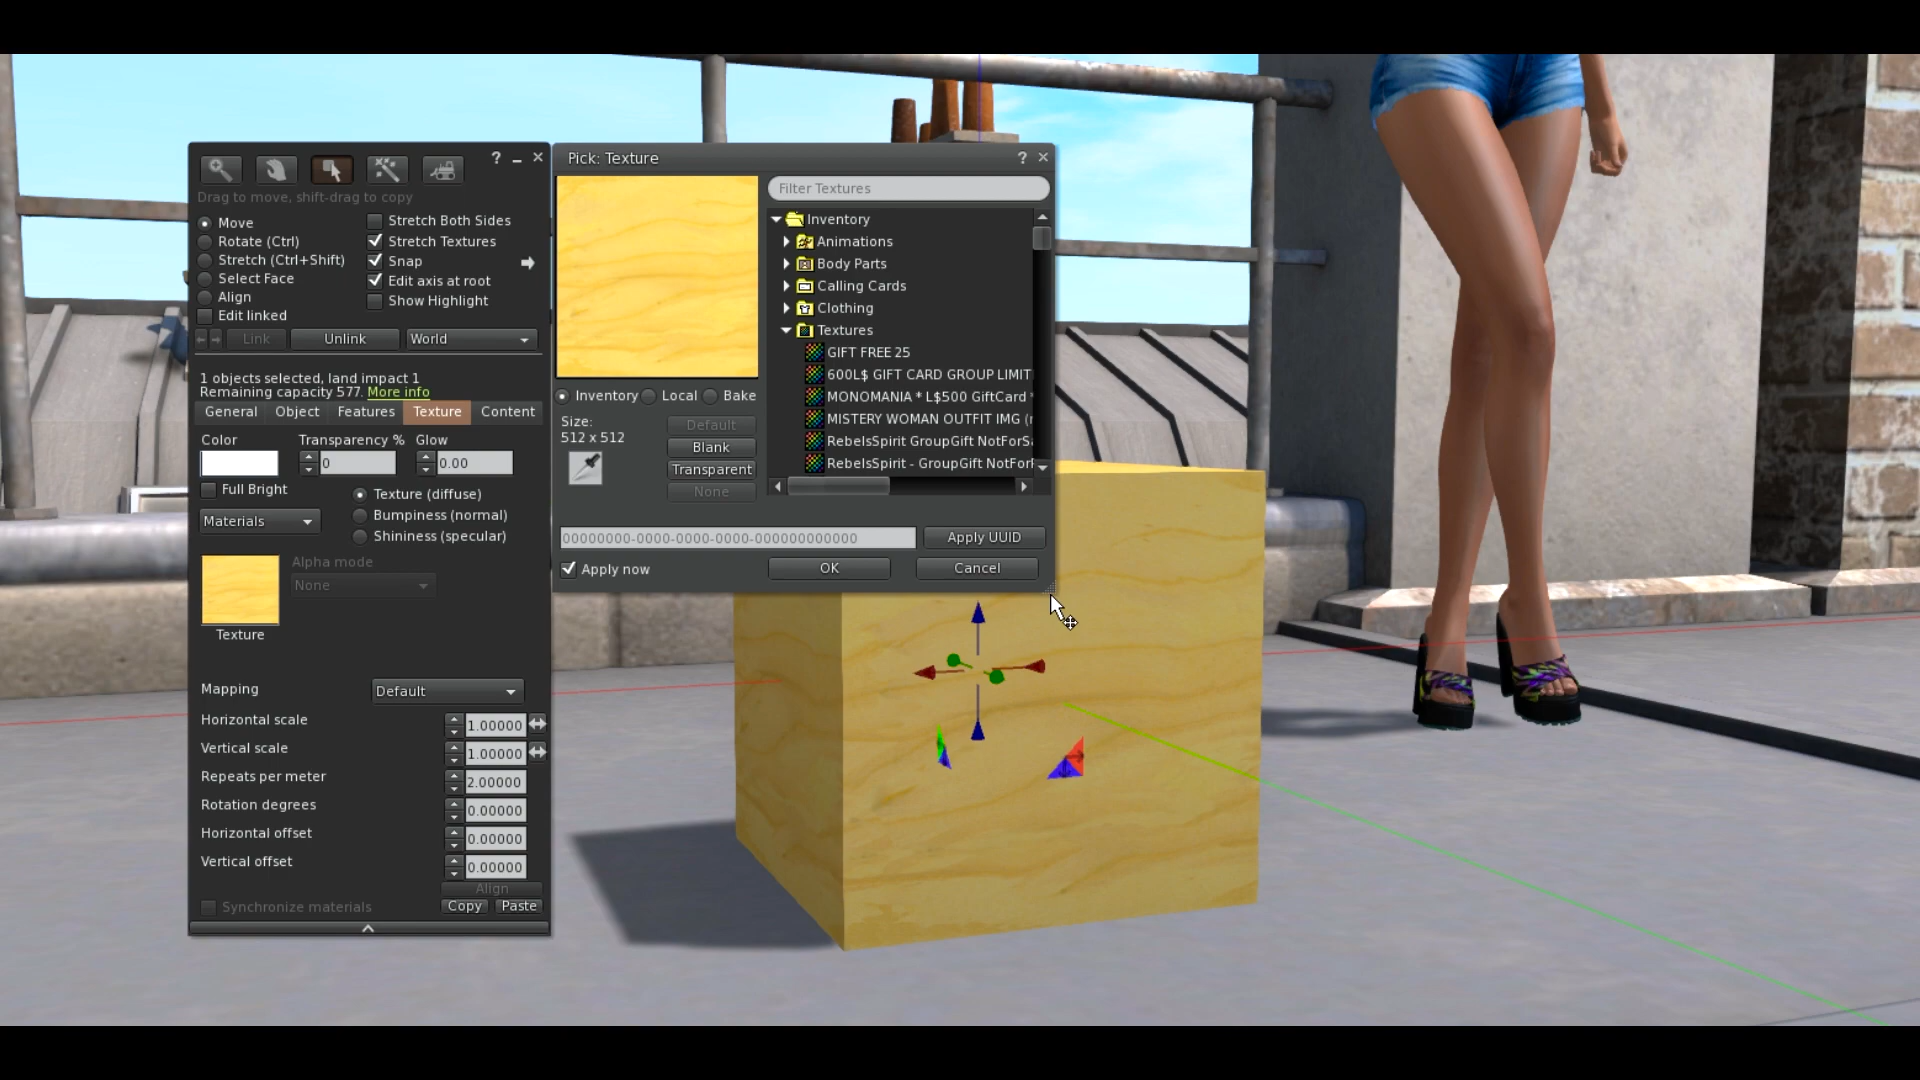 Drag to move, shift-drag to copy
Move
Rotate (Ctrl)
Stretch (Ctrl+Shift)
Select Face
Align
Edit linked
Stretch Both Sides
Stretch Textures
Snap
Edit axis at root
Show Highlight
Link
Unlink
World
1 objects selected, land impact 1
Remaining capacity 577. More info
General Object Features Texture Content
Color Transparency % Glow
0 0.00
Full Bright
Texture (diffuse)
Bumpiness (normal)
Shininess (specular)
Materials
Alpha mode
None
Texture
Mapping Default
Horizontal scale 1.00000
Vertical scale 1.00000
Repeats per meter 2.00000
Rotation degrees 0.00000
Horizontal offset 0.00000
Vertical offset 0.00000
Align
Synchronize materials Copy Paste
Pick: Texture
Filter Textures
Inventory
Animations
Body Parts
Calling Cards
Clothing
Textures
GIFT FREE 25
600L$ GIFT CARD GROUP LIMIT
MONOMANIA * L$500 GiftCard *
MISTERY WOMAN OUTFIT IMG (
RebelsSpirit GroupGift NotForSa
RebelsSpirit - GroupGift NotForR
Inventory Local Bake
Size:
512 x 512
Default
Blank
Transparent
None
00000000-0000-0000-0000-000000000000
Apply UUID
Apply now
OK
Cancel